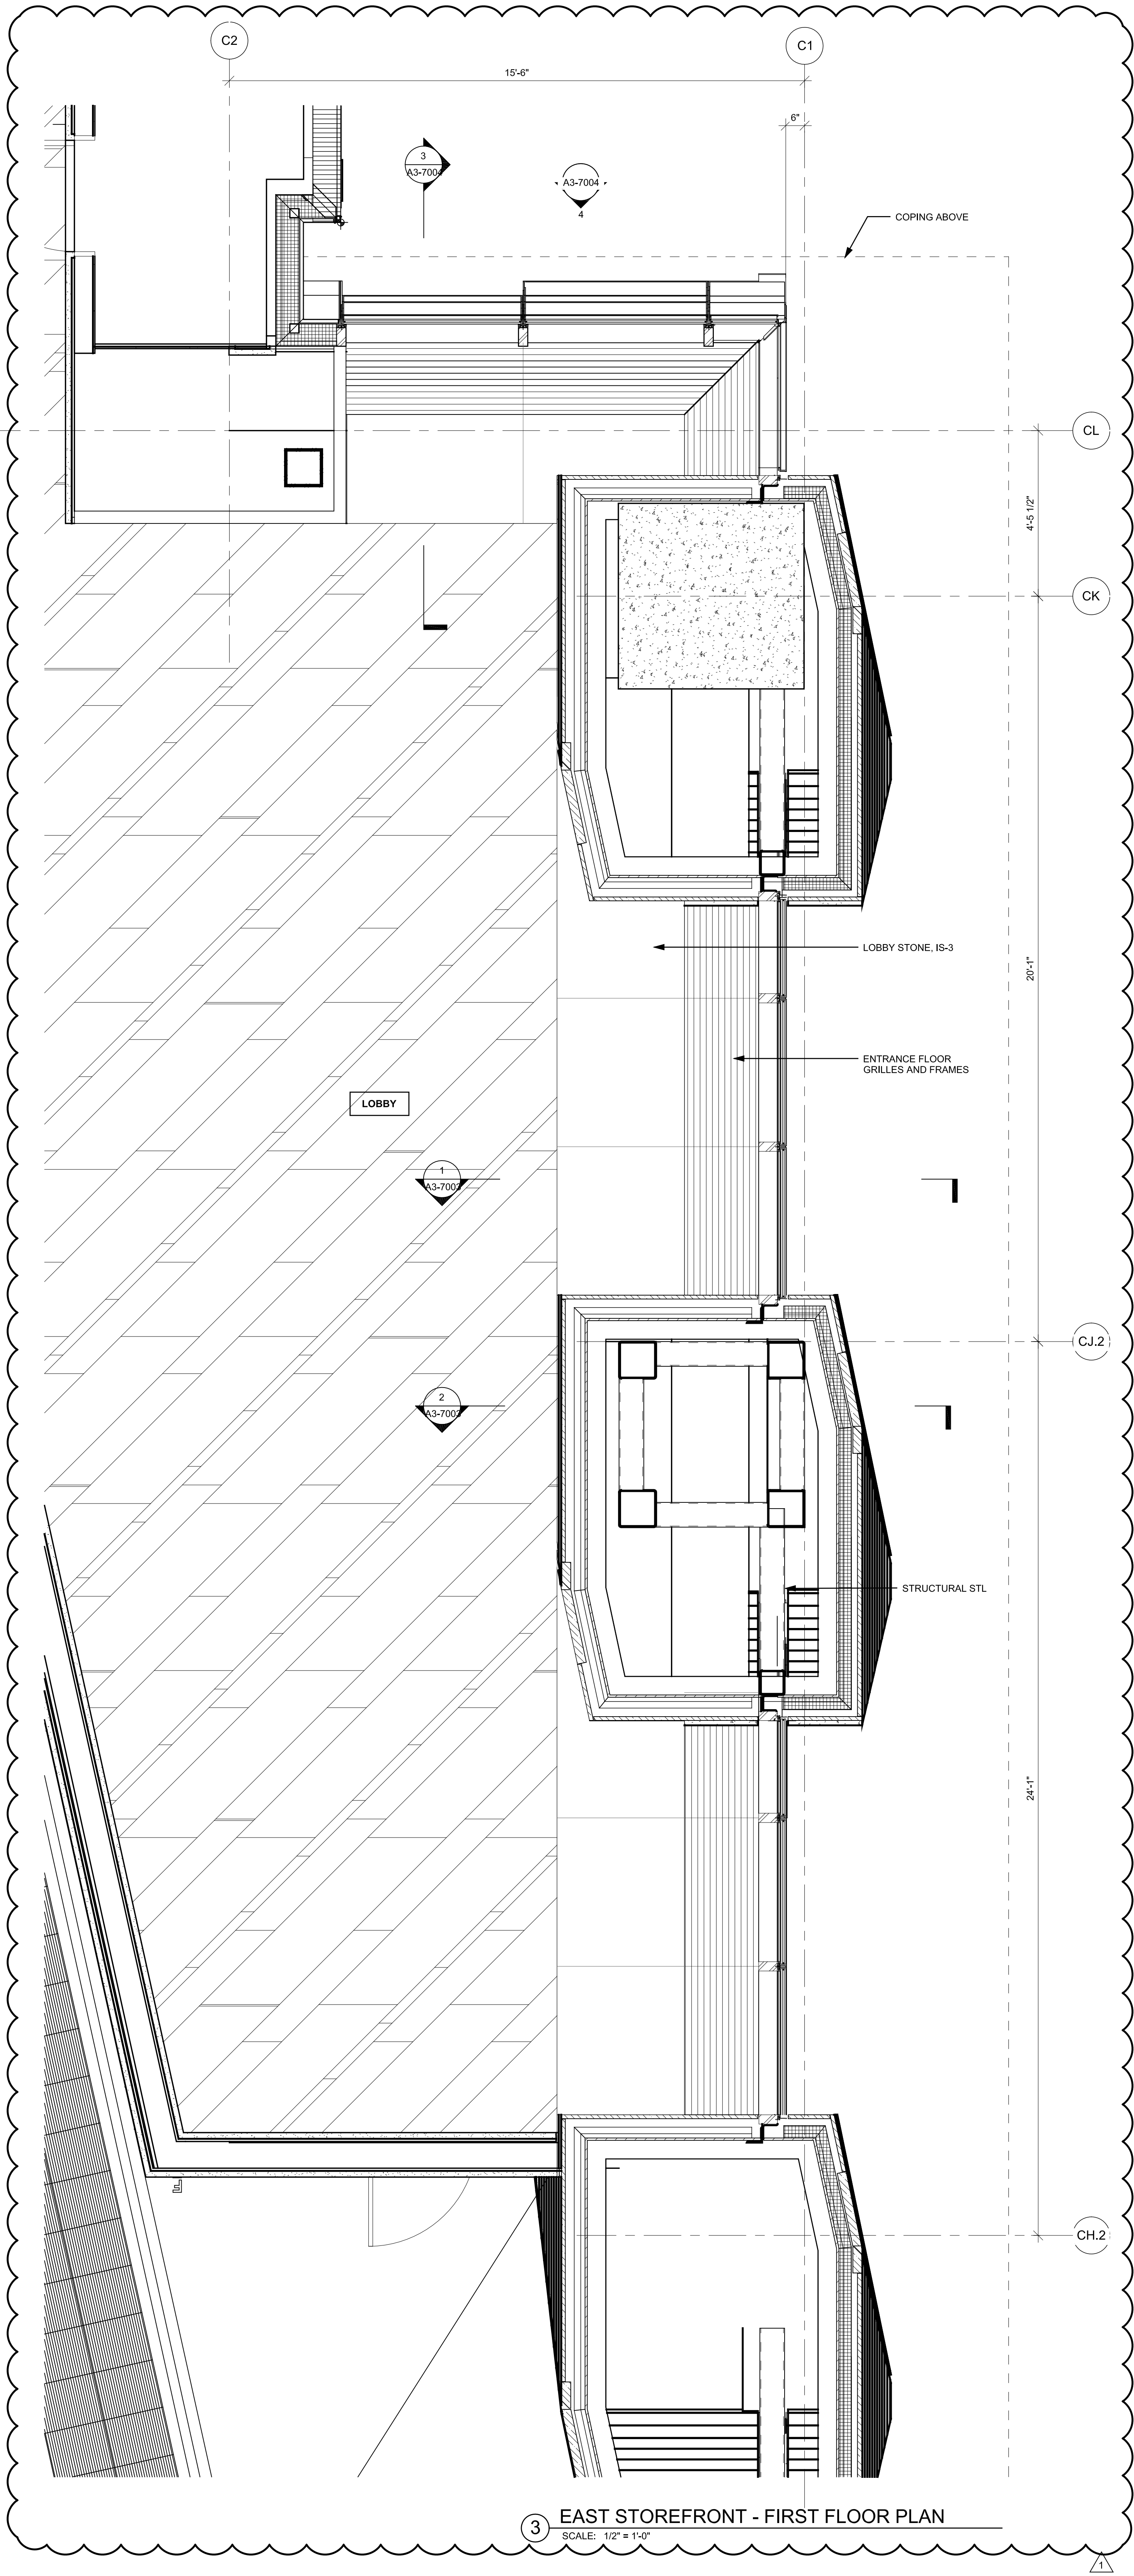 C2
C1
15'-6"
6"
3
A3-7004
A3-7004
4
COPING ABOVE
CL
4'-5 1/2"
CK
LOBBY STONE, IS-3
20'-1"
ENTRANCE FLOOR
GRILLES AND FRAMES
LOBBY
1
A3-7003
CJ.2
2
A3-7003
STRUCTURAL STL
24'-1"
CH.2
3
EAST STOREFRONT - FIRST FLOOR PLAN
SCALE: 1/2" = 1'-0"
1